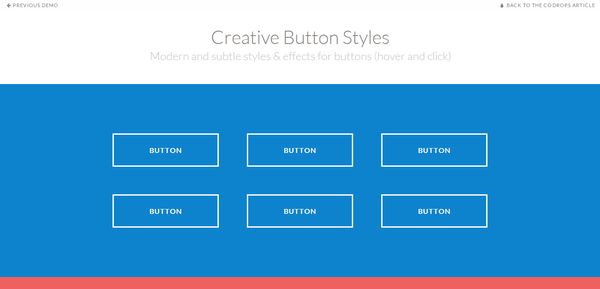 PREVIOUS DEMO
BACK TO THE CODROPS ARTICLE
Creative Button Styles
Modern and subtle styles & effects for buttons (hover and click)
BUTTON BUTTON BUTTON
BUTTON BUTTON BUTTON